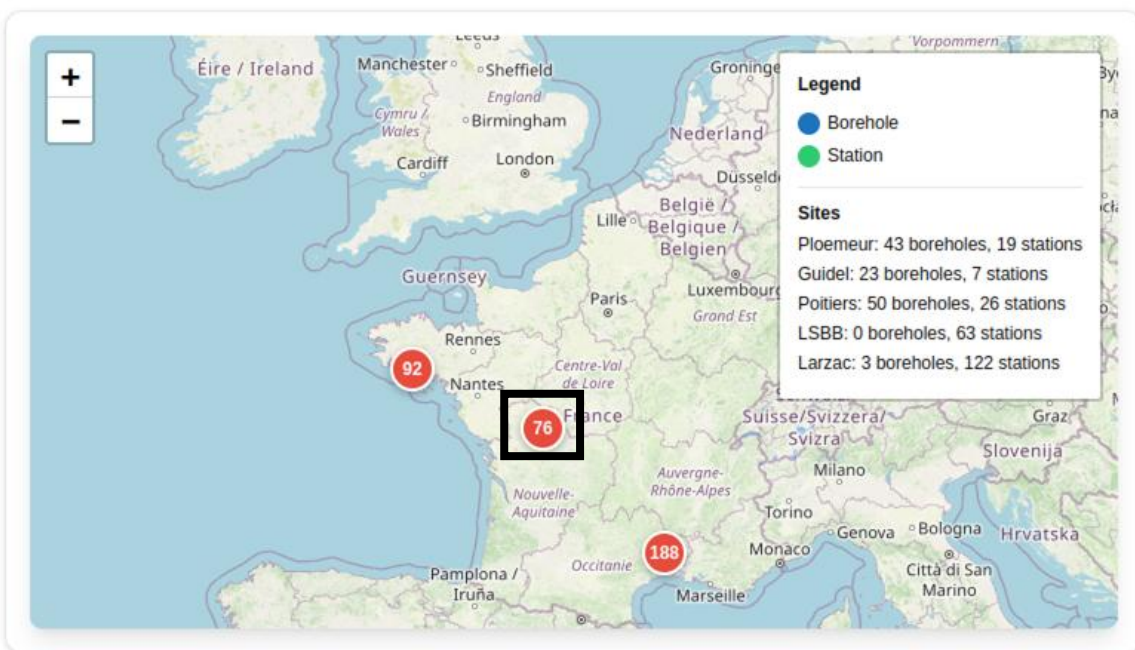 Leeds
Vorpommern
+
Éire / Ireland
Manchester
Sheffield
Groninge
England
Cymru /
Wales
Birmingham
Nederland
Cardiff
London
Düsseld
België /
Lille
Belgique /
Belgien
Guernsey
Luxembourg
Paris
Grand Est
Rennes
92
Centre-Val
de Loire
Nantes
France
76
Suisse/Svizzera/
Svizra
Graz
Slovenija
Milano
Auvergne-
Rhône-Alpes
Nouvelle-
Aquitaine
Torino
Genova
Bologna
Hrvatska
188
Monaco
Occitanie
Pamplona /
Iruña
Marseille
Città di San
Marino
−
Legend
Borehole
Station
Sites
Ploemeur: 43 boreholes, 19 stations
Guidel: 23 boreholes, 7 stations
Poitiers: 50 boreholes, 26 stations
LSBB: 0 boreholes, 63 stations
Larzac: 3 boreholes, 122 stations